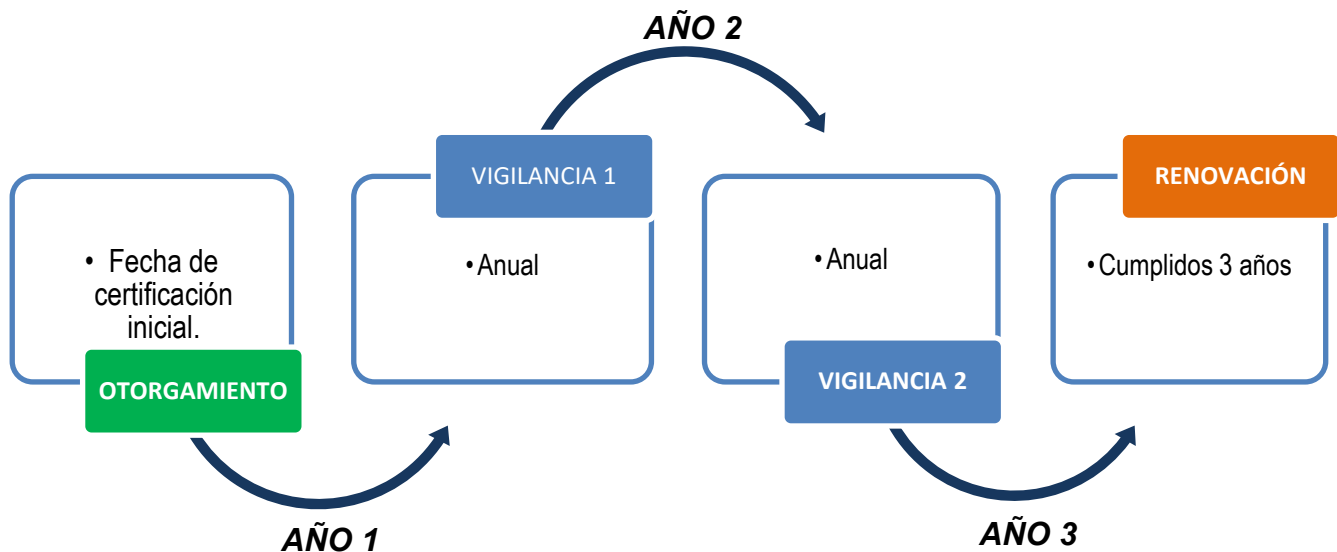 AÑO 2
• Fecha de
certificación
inicial.
OTORGAMIENTO
AÑO 1
VIGILANCIA 1
• Anual
• Anual
VIGILANCIA 2
AÑO 3
RENOVACIÓN
• Cumplidos 3 años